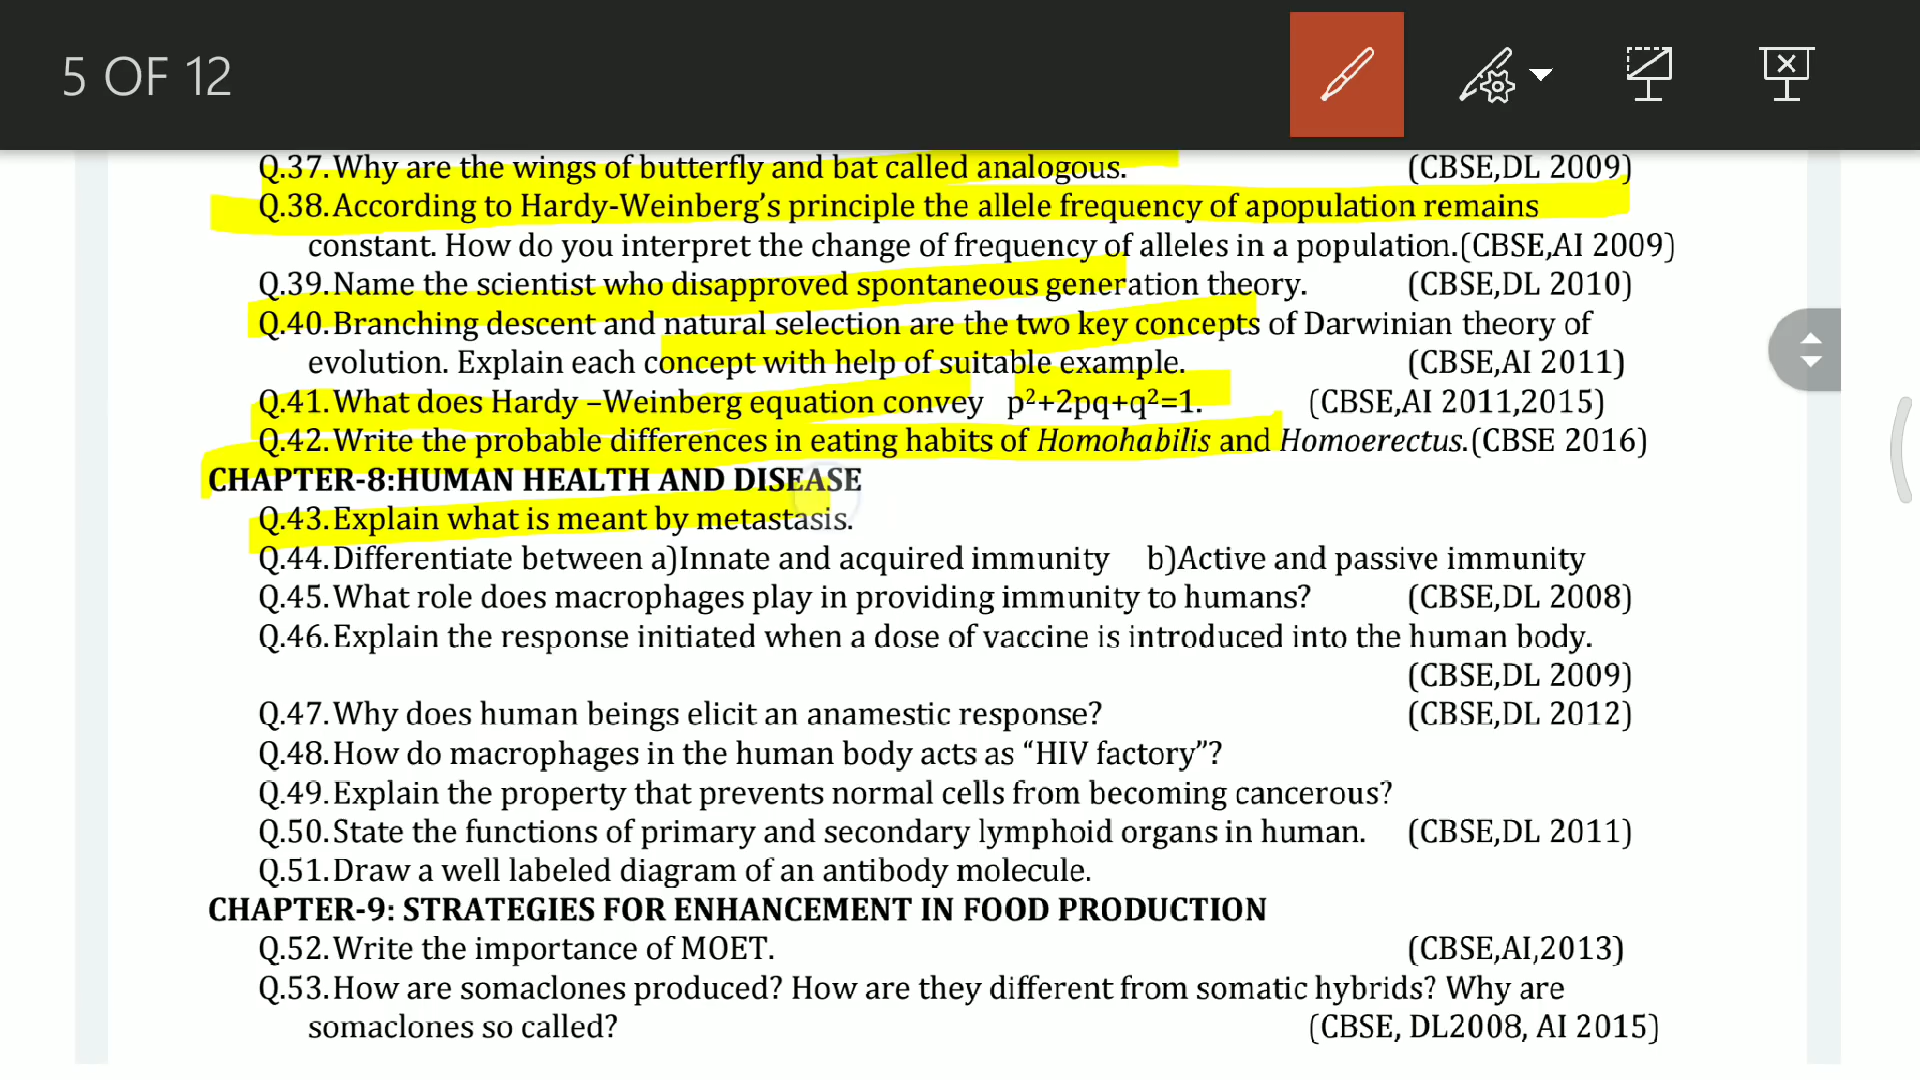 5 OF 12
Q.37.Why are the wings of butterfly and bat called analogous. (CBSE,DL 2009)
Q.38.According to Hardy-Weinberg's principle the allele frequency of apopulation remains
constant. How do you interpret the change of frequency of alleles in a population.(CBSE,AI 2009)
Q.39.Name the scientist who disapproved spontaneous generation theory. (CBSE,DL 2010)
Q.40.Branching descent and natural selection are the two key concepts of Darwinian theory of
evolution. Explain each concept with help of suitable example. (CBSE,AI 2011)
Q.41.What does Hardy –Weinberg equation convey p²+2pq+q²=1. (CBSE,AI 2011,2015)
Q.42.Write the probable differences in eating habits of Homohabilis and Homoerectus.(CBSE 2016)
CHAPTER-8:HUMAN HEALTH AND DISEASE
Q.43.Explain what is meant by metastasis.
Q.44.Differentiate between a)Innate and acquired immunity b)Active and passive immunity
Q.45.What role does macrophages play in providing immunity to humans? (CBSE,DL 2008)
Q.46.Explain the response initiated when a dose of vaccine is introduced into the human body.
(CBSE,DL 2009)
Q.47.Why does human beings elicit an anamestic response? (CBSE,DL 2012)
Q.48.How do macrophages in the human body acts as “HIV factory”?
Q.49.Explain the property that prevents normal cells from becoming cancerous?
Q.50.State the functions of primary and secondary lymphoid organs in human. (CBSE,DL 2011)
Q.51.Draw a well labeled diagram of an antibody molecule.
CHAPTER-9: STRATEGIES FOR ENHANCEMENT IN FOOD PRODUCTION
Q.52.Write the importance of MOET. (CBSE,AI,2013)
Q.53.How are somaclones produced? How are they different from somatic hybrids? Why are
somaclones so called? (CBSE, DL2008, AI 2015)